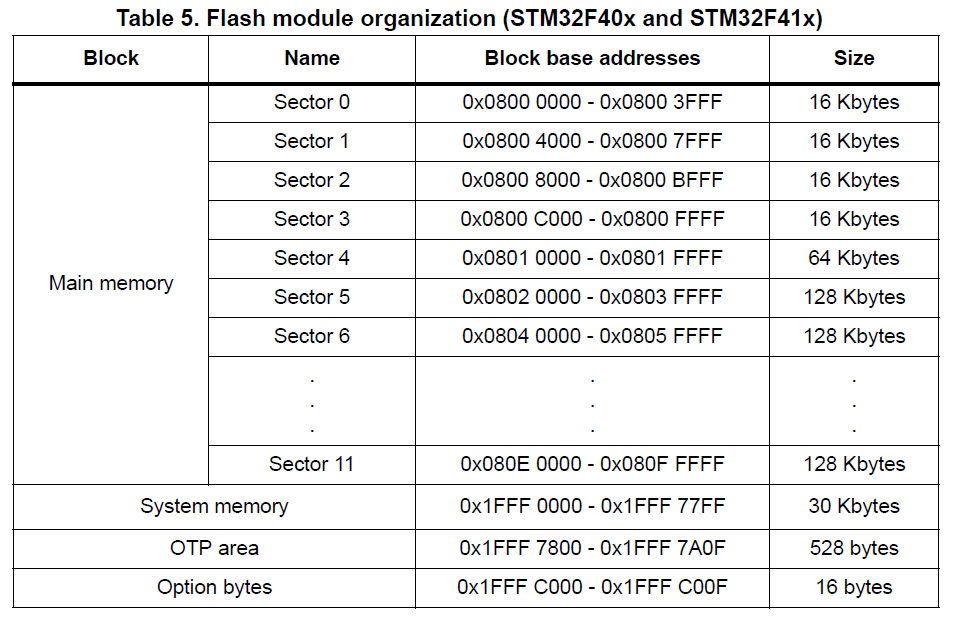 Table 5. Flash module organization (STM32F40x and STM32F41x)
Block Name Block base addresses Size
Main memory
Sector 0 0x0800 0000 - 0x0800 3FFF 16 Kbytes
Sector 1 0x0800 4000 - 0x0800 7FFF 16 Kbytes
Sector 2 0x0800 8000 - 0x0800 BFFF 16 Kbytes
Sector 3 0x0800 C000 - 0x0800 FFFF 16 Kbytes
Sector 4 0x0801 0000 - 0x0801 FFFF 64 Kbytes
Sector 5 0x0802 0000 - 0x0803 FFFF 128 Kbytes
Sector 6 0x0804 0000 - 0x0805 FFFF 128 Kbytes
. . .
. . .
. . .
Sector 11 0x080E 0000 - 0x080F FFFF 128 Kbytes
System memory 0x1FFF 0000 - 0x1FFF 77FF 30 Kbytes
OTP area 0x1FFF 7800 - 0x1FFF 7A0F 528 bytes
Option bytes 0x1FFF C000 - 0x1FFF C00F 16 bytes